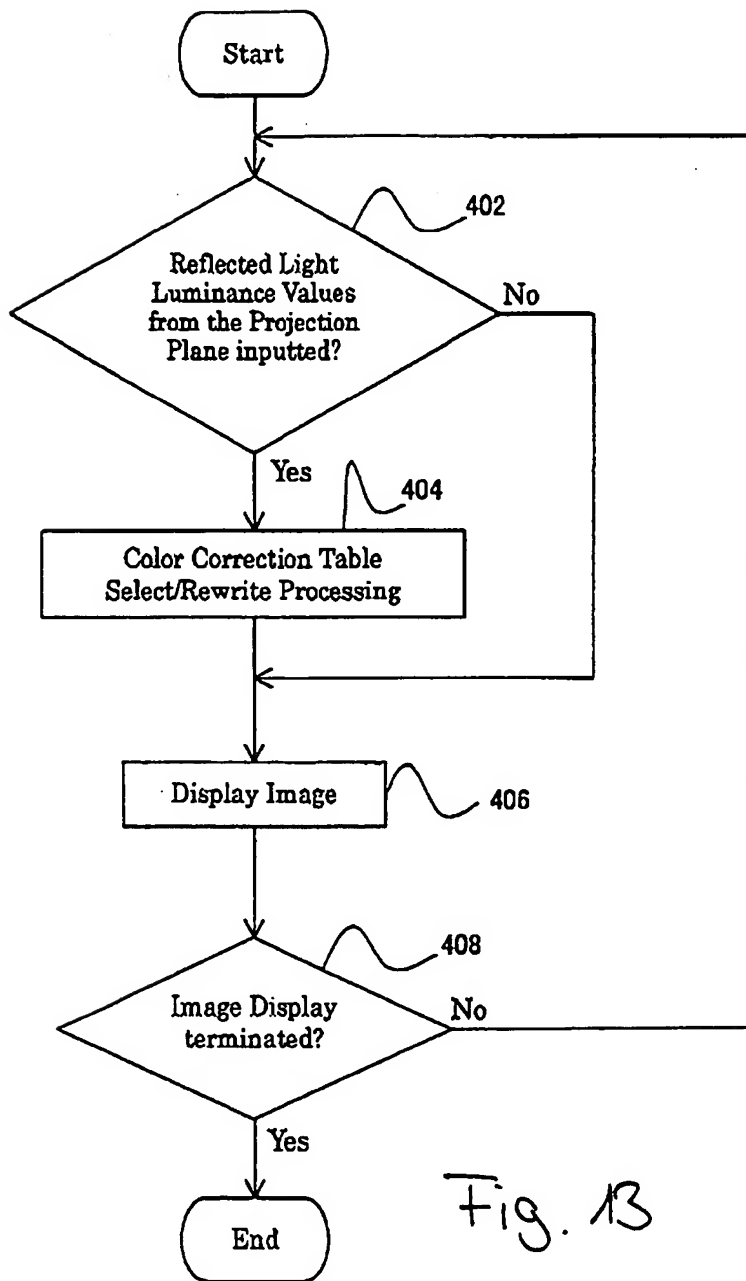 Start
402
Reflected Light
Luminance Values
from the Projection
Plane inputted?
No
Yes
404
Color Correction Table
Select/Rewrite Processing
Display Image
406
408
Image Display
terminated?
No
Yes
End
Fig. 13